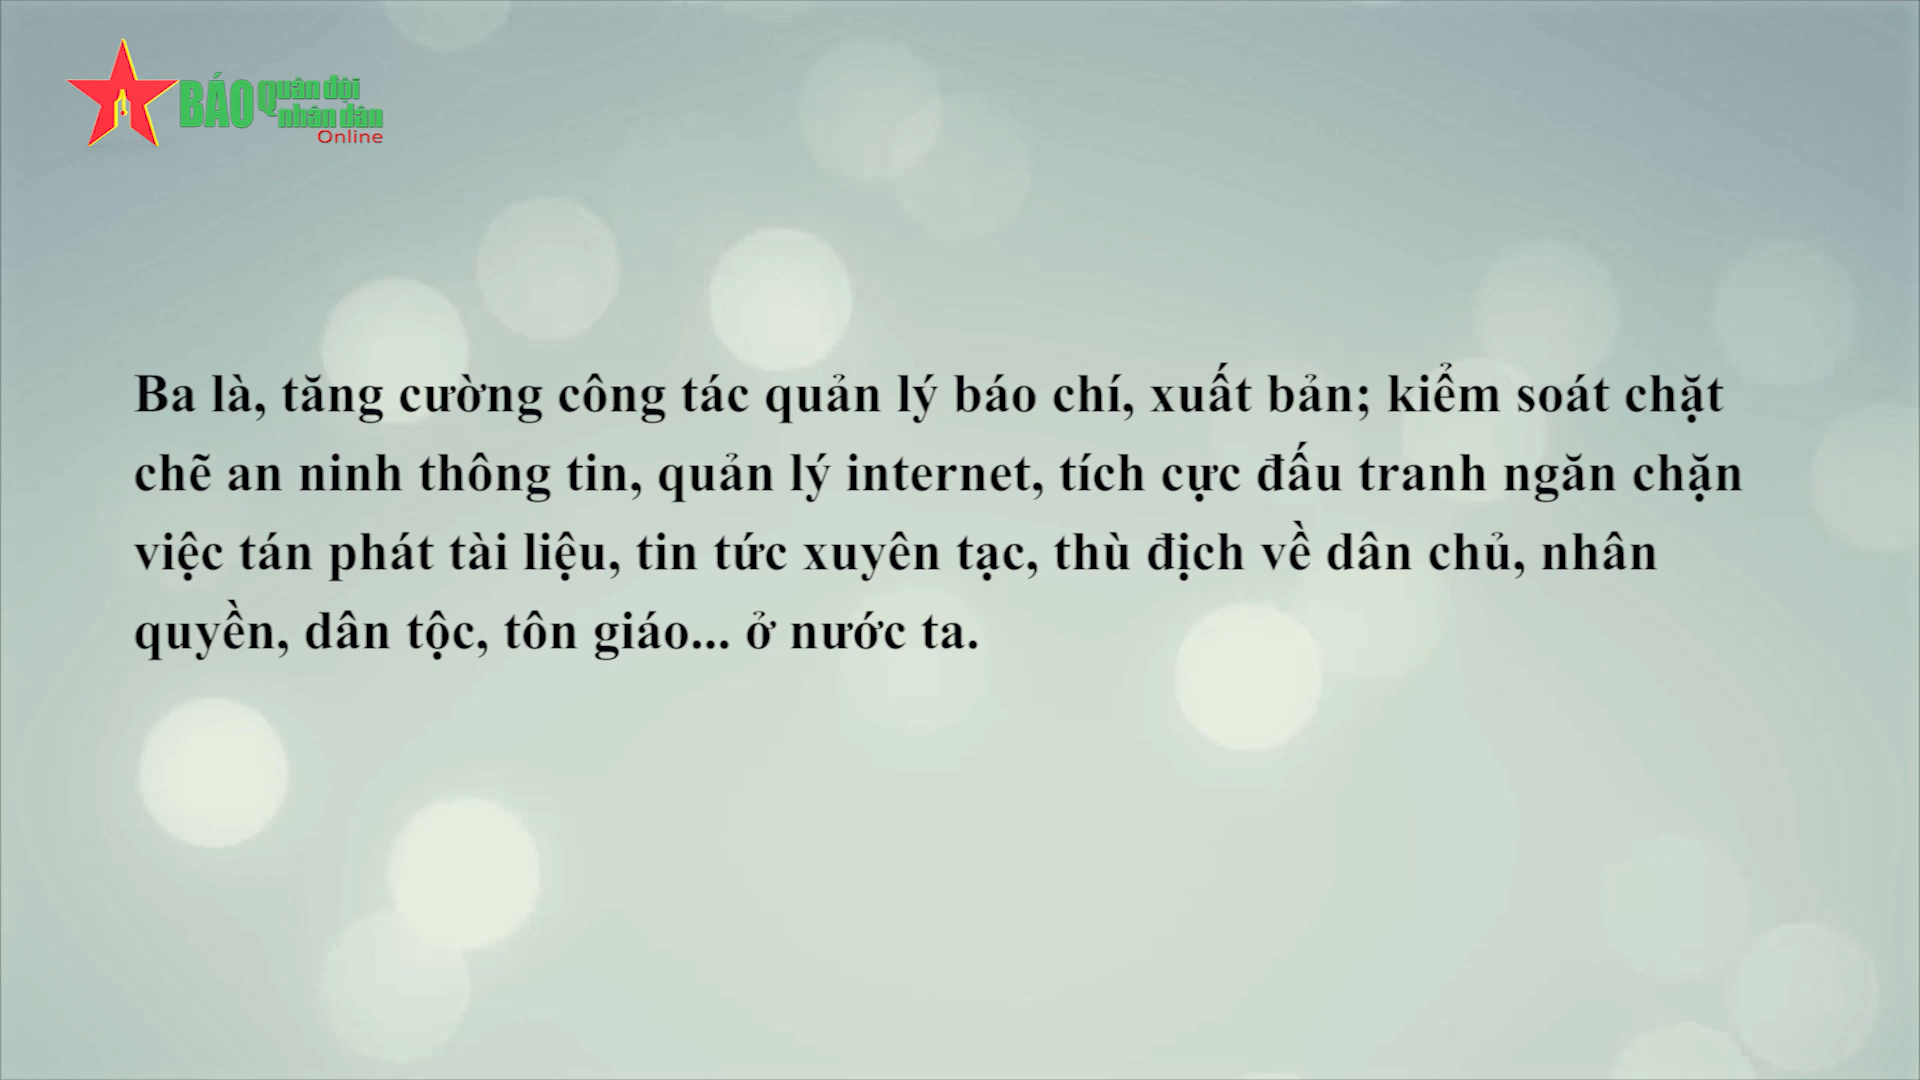 BÁO Quân đội
nhân dân
Online
Ba là, tăng cường công tác quản lý báo chí, xuất bản; kiểm soát chặt
chẽ an ninh thông tin, quản lý internet, tích cực đấu tranh ngăn chặn
việc tán phát tài liệu, tin tức xuyên tạc, thù địch về dân chủ, nhân
quyền, dân tộc, tôn giáo... ở nước ta.